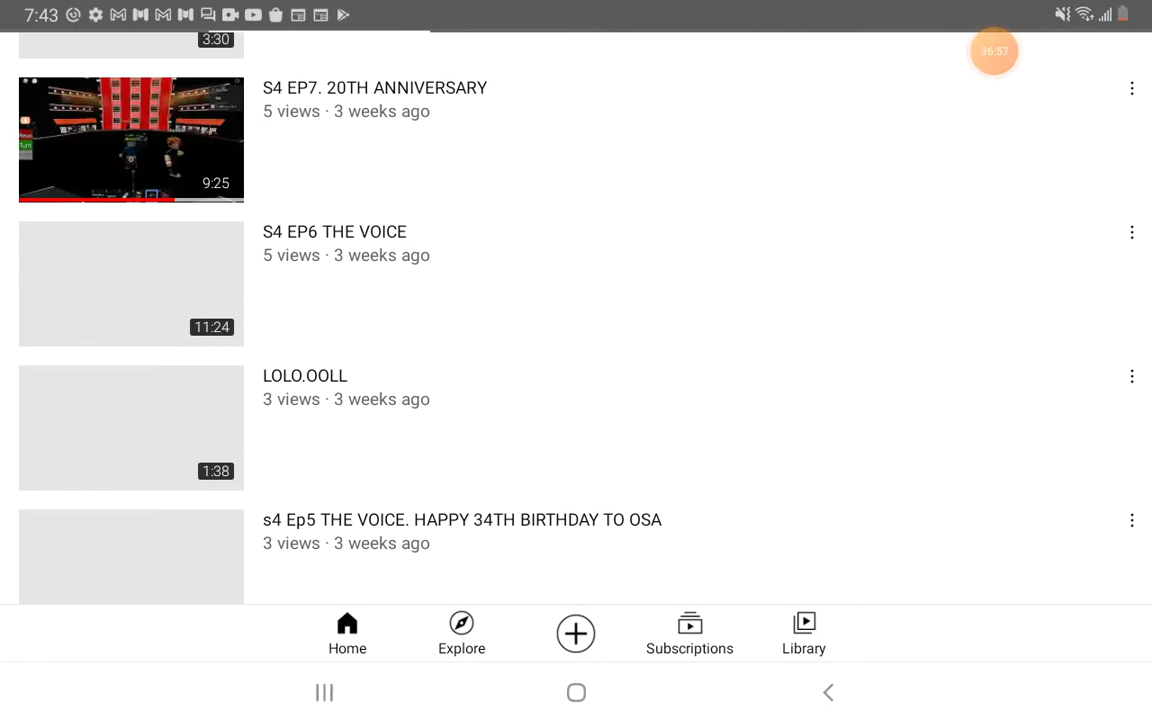 7:43
36:57
3:30
S4 EP7. 20TH ANNIVERSARY
5 views · 3 weeks ago
9:25
S4 EP6 THE VOICE
5 views · 3 weeks ago
11:24
LOLO.OOLL
3 views · 3 weeks ago
1:38
s4 Ep5 THE VOICE. HAPPY 34TH BIRTHDAY TO OSA
3 views · 3 weeks ago
Home
Explore
Subscriptions
Library